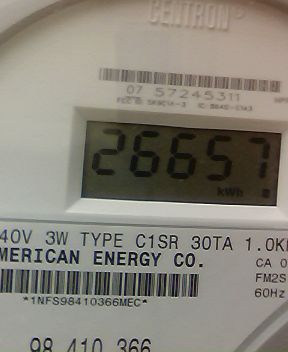 CENTRON®
07 57245311
26657
kWh
40V 3W TYPE C1SR 30TA 1.0K
MERICAN ENERGY CO.
CA 0
FM2S
60Hz
*1NFS98410366MEC*
98 410 366